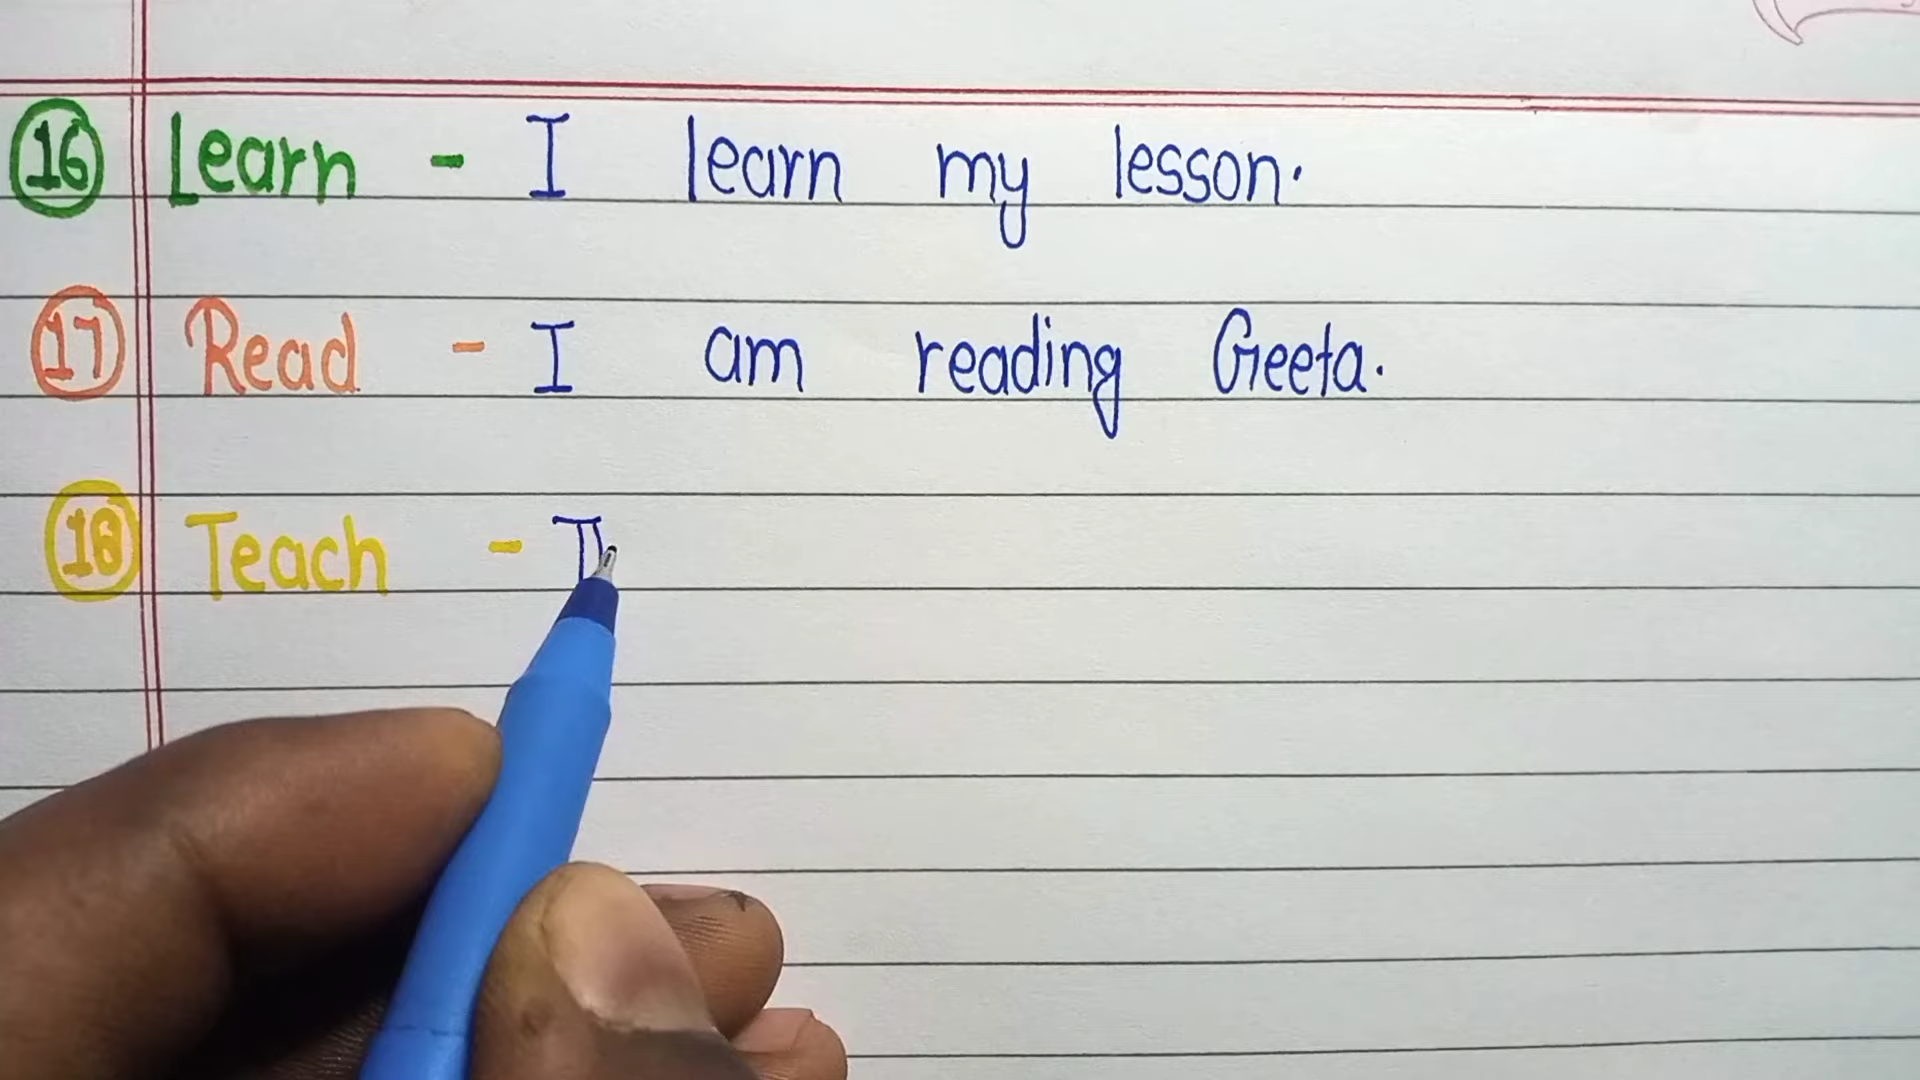 16 Learn - I learn my lesson.
17 Read - I am reading Geeta.
18 Teach -